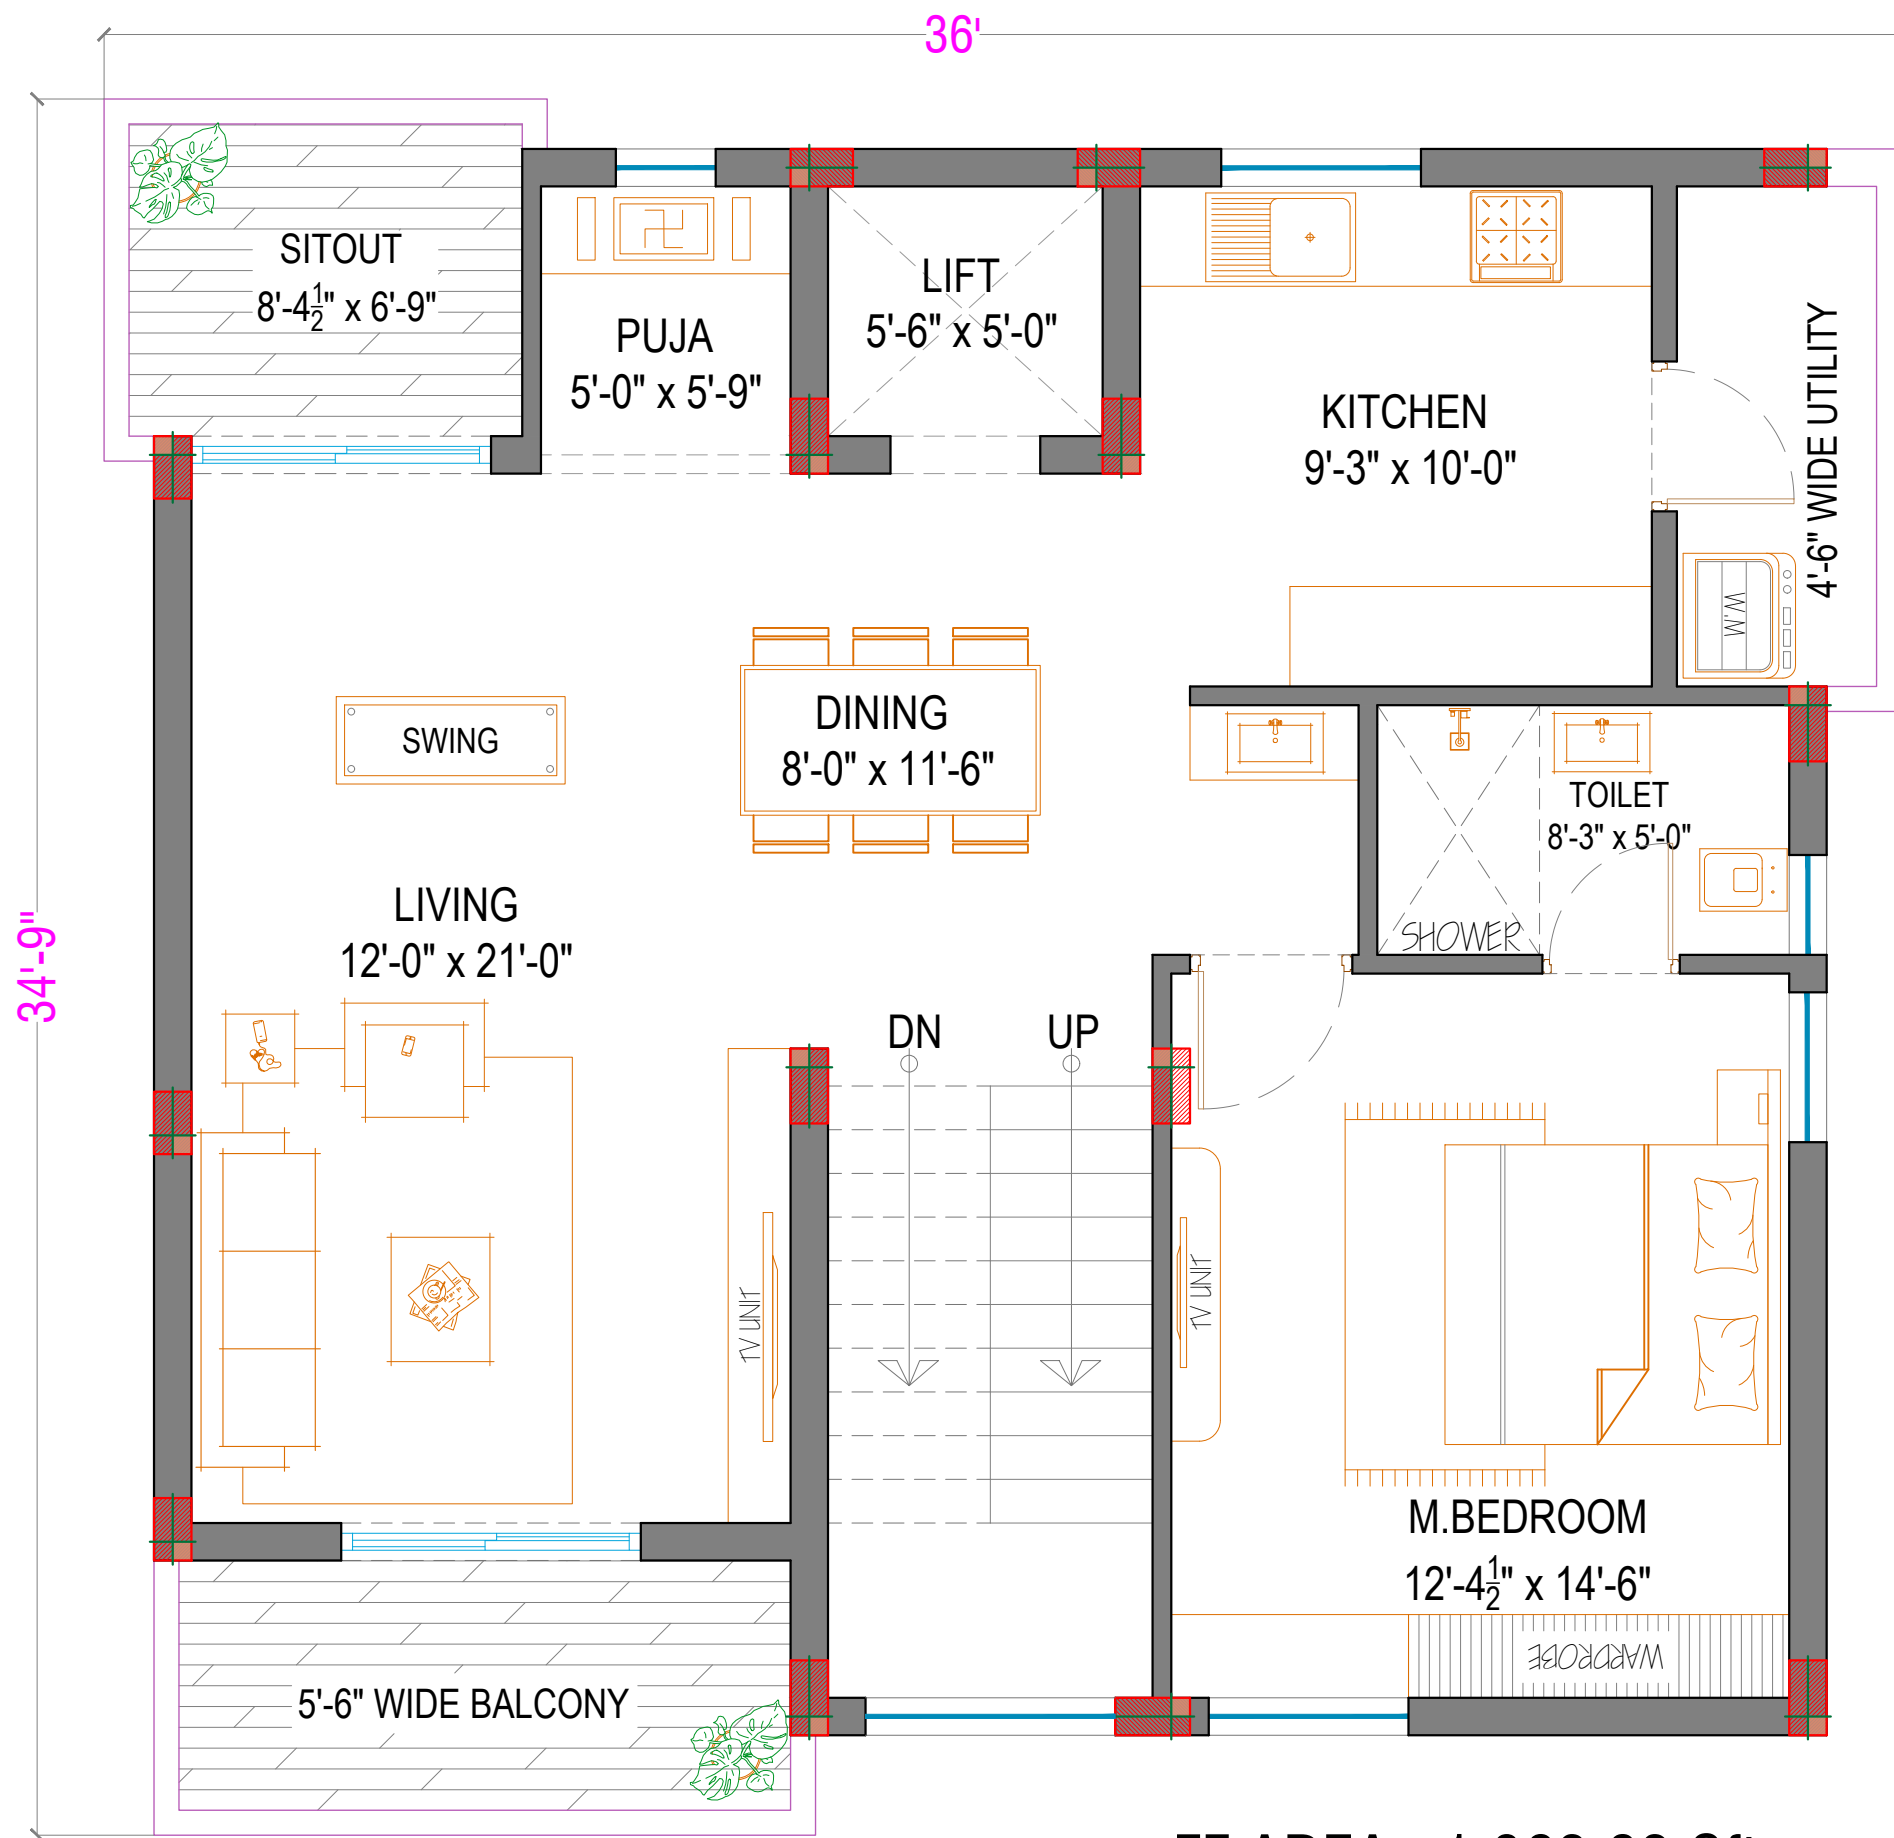 36'
SITOUT
8'-4½" x 6'-9"
LIFT
5'-6" x 5'-0"
PUJA
5'-0" x 5'-9"
KITCHEN
9'-3" x 10'-0"
4'-6" WIDE UTILITY
W.M
SWING
DINING
8'-0" x 11'-6"
TOILET
8'-3" x 5'-0"
SHOWER
LIVING
12'-0" x 21'-0"
34'-9"
DN
UP
TV UNIT
TV UNIT
M.BEDROOM
12'-4½" x 14'-6"
WARDROBE
5'-6" WIDE BALCONY